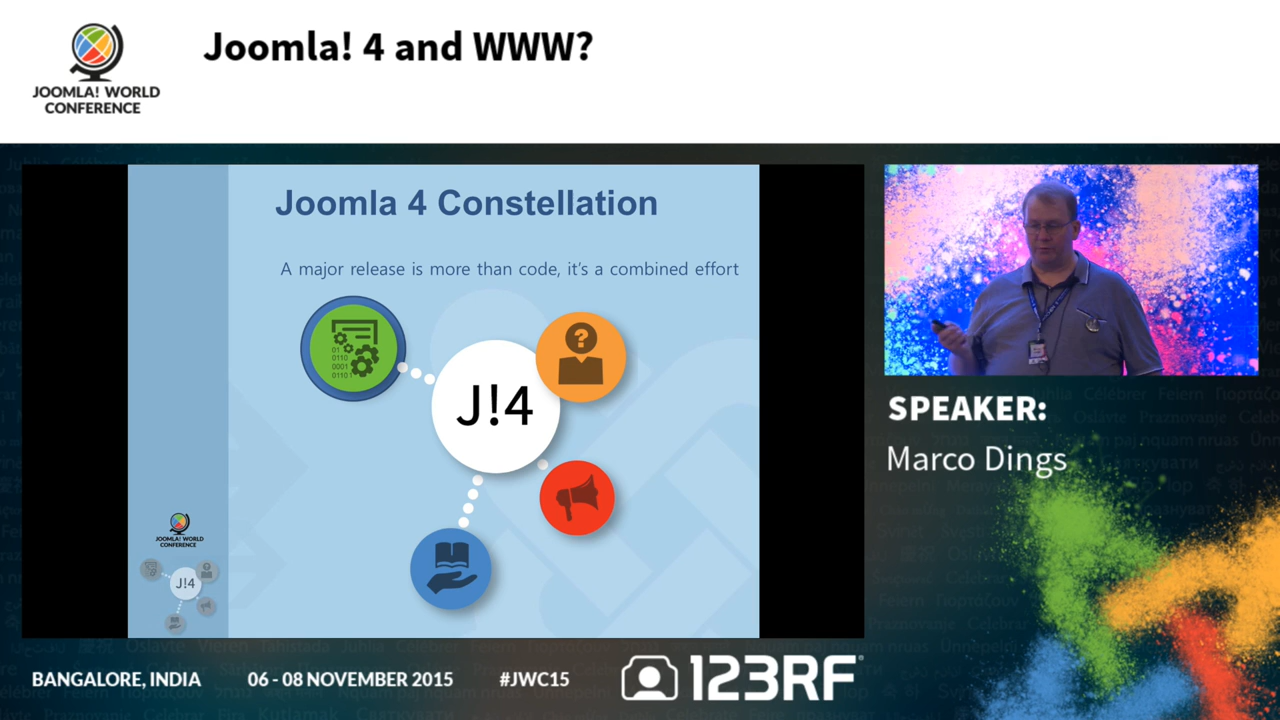 JOOMLA! WORLD
CONFERENCE
Joomla! 4 and WWW?
Joomla 4 Constellation
A major release is more than code, it's a combined effort
01
0110
0001
0110
J!4
?
JOOMLA! WORLD
CONFERENCE
J!4
SPEAKER:
Marco Dings
BANGALORE, INDIA
06 - 08 NOVEMBER 2015
#JWC15
123RF